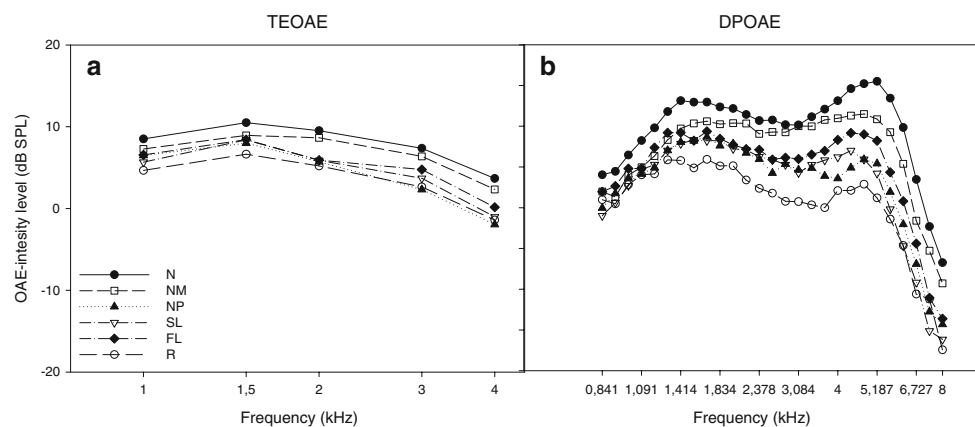 TEOAE
DPOAE
a
b
OAE-intesity level (dB SPL)
20
10
0
-10
-20
N
NM
NP
SL
FL
R
1
1,5
2
3
4
Frequency (kHz)
0,841
1,091
1,414
1,834
2,378
3,084
4
5,187
6,727
8
Frequency (kHz)